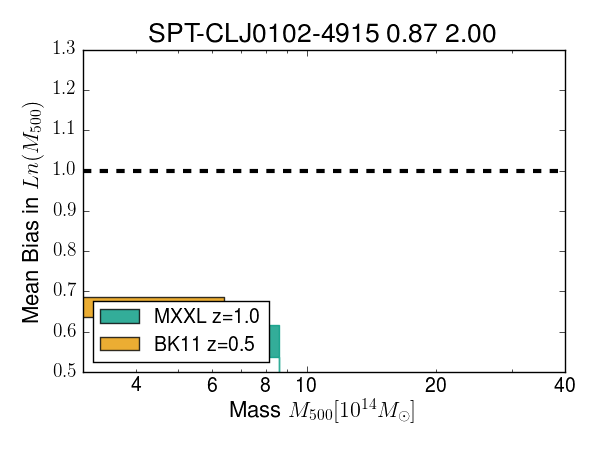 SPT-CLJ0102-4915 0.87 2.00
Mean Bias in Ln(M500)
1.3
1.2
1.1
1.0
0.9
0.8
0.7
0.6
0.5
MXXL z=1.0
BK11 z=0.5
4 6 8 10 20 40
Mass M500[10^14 M⊙]